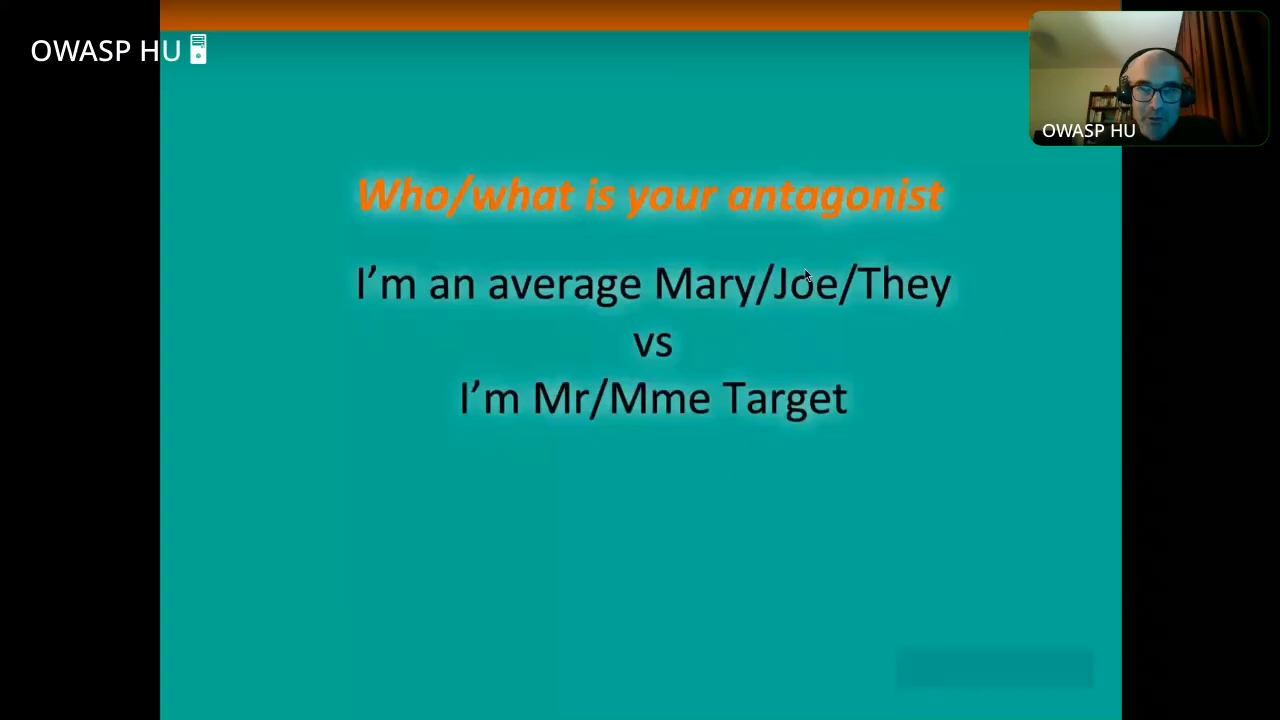 OWASP HU
OWASP HU
Who/what is your antagonist
I'm an average Mary/Joe/They
vs
I'm Mr/Mme Target